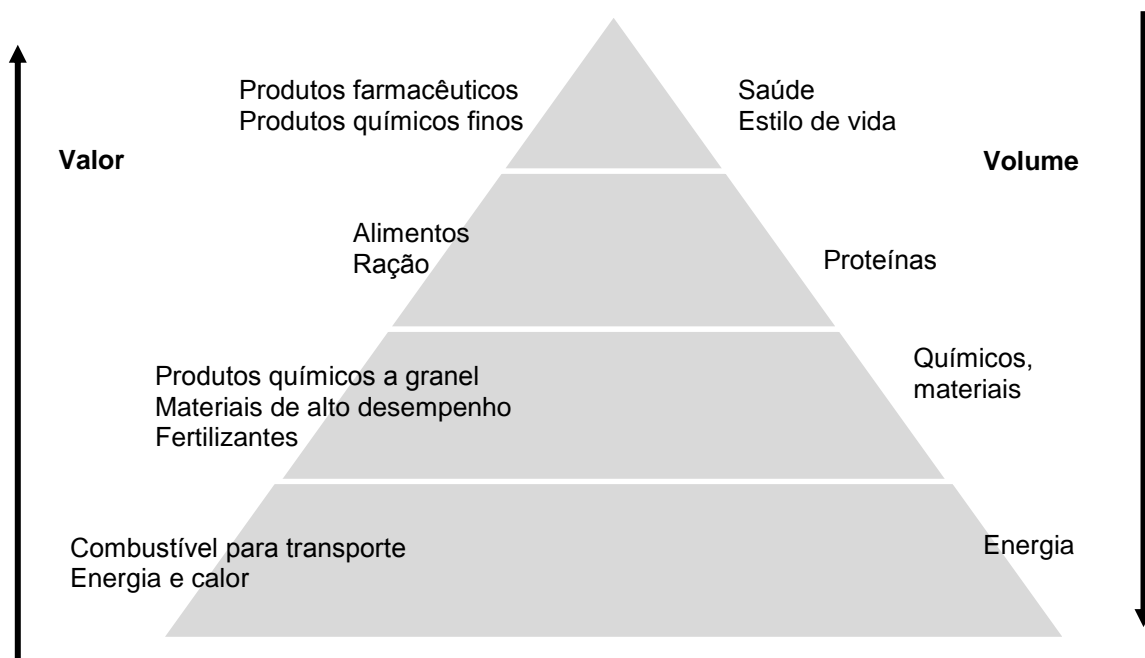 Produtos farmacêuticos
Produtos químicos finos
Saúde
Estilo de vida
Valor
Volume
Alimentos
Ração
Proteínas
Produtos químicos a granel
Materiais de alto desempenho
Fertilizantes
Químicos,
materiais
Combustível para transporte
Energia e calor
Energia